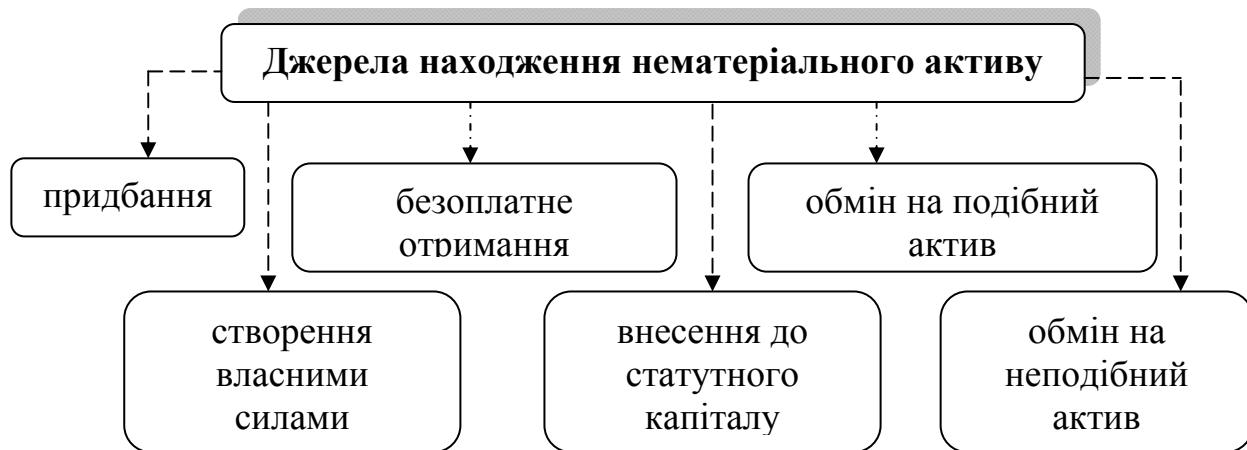 Джерела находження нематеріального активу
придбання
безоплатне
отримання
обмін на подібний
актив
створення
власними
силами
внесення до
статутного
капіталу
обмін на
неподібний
актив